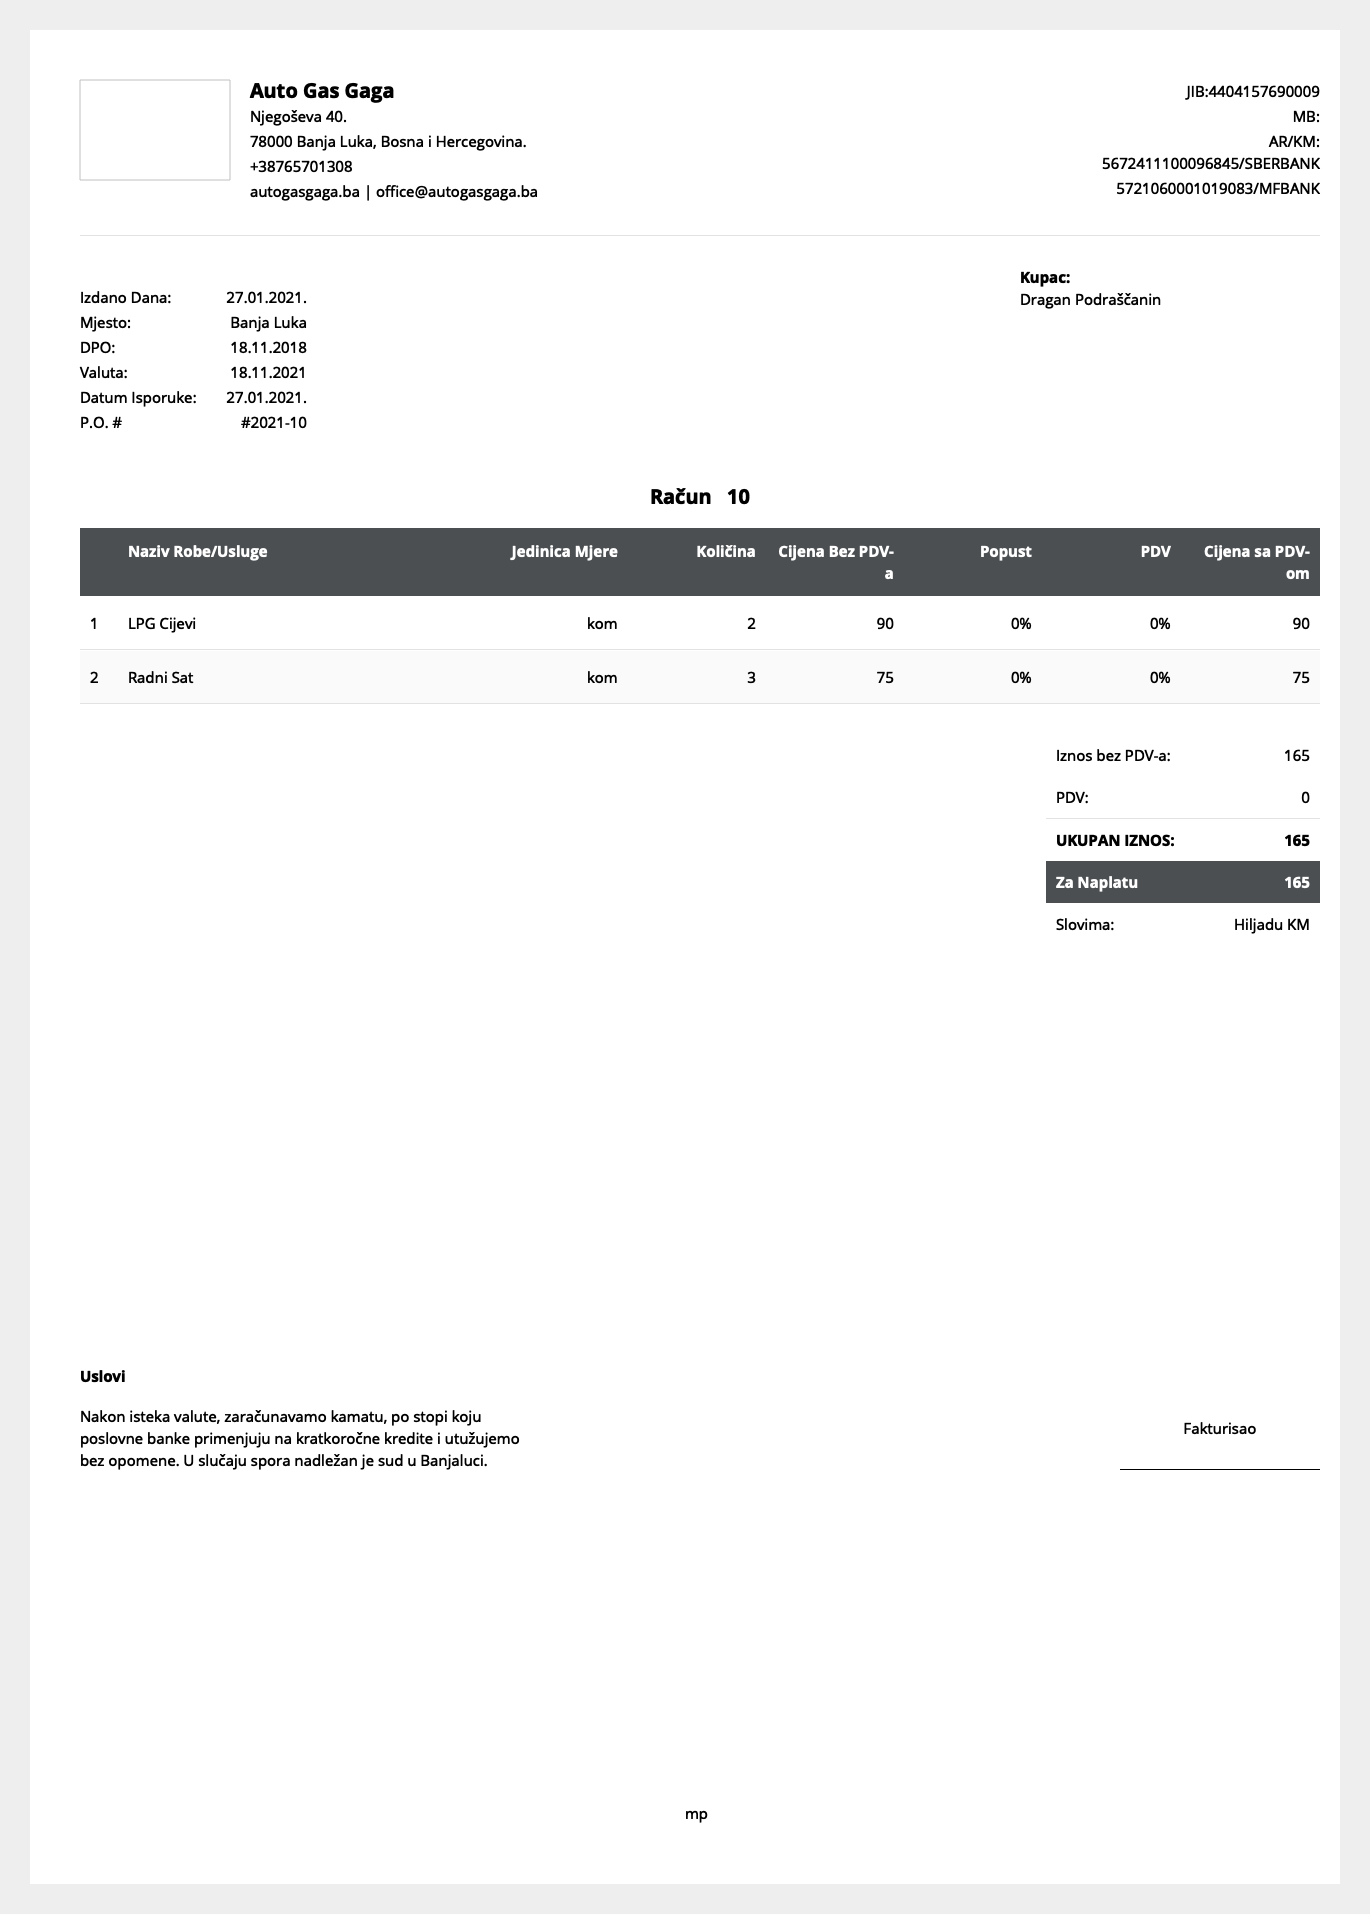 Auto Gas Gaga
Njegoševa 40.
78000 Banja Luka, Bosna i Hercegovina.
+38765701308
autogasgaga.ba | office@autogasgaga.ba
JIB:4404157690009
MB:
AR/KM:
5672411100096845/SBERBANK
5721060001019083/MFBANK
Izdano Dana: 27.01.2021.
Mjesto: Banja Luka
DPO: 18.11.2018
Valuta: 18.11.2021
Datum Isporuke: 27.01.2021.
P.O. # #2021-10
Kupac:
Dragan Podraščanin
Račun 10
Naziv Robe/Usluge Jedinica Mjere Količina Cijena Bez PDV-a Popust PDV Cijena sa PDV-om
1 LPG Cijevi kom 2 90 0% 0% 90
2 Radni Sat kom 3 75 0% 0% 75
Iznos bez PDV-a: 165
PDV: 0
UKUPAN IZNOS: 165
Za Naplatu 165
Slovima: Hiljadu KM
Uslovi
Nakon isteka valute, zaračunavamo kamatu, po stopi koju
poslovne banke primenjuju na kratkoročne kredite i utužujemo
bez opomene. U slučaju spora nadležan je sud u Banjaluci.
Fakturisao
mp